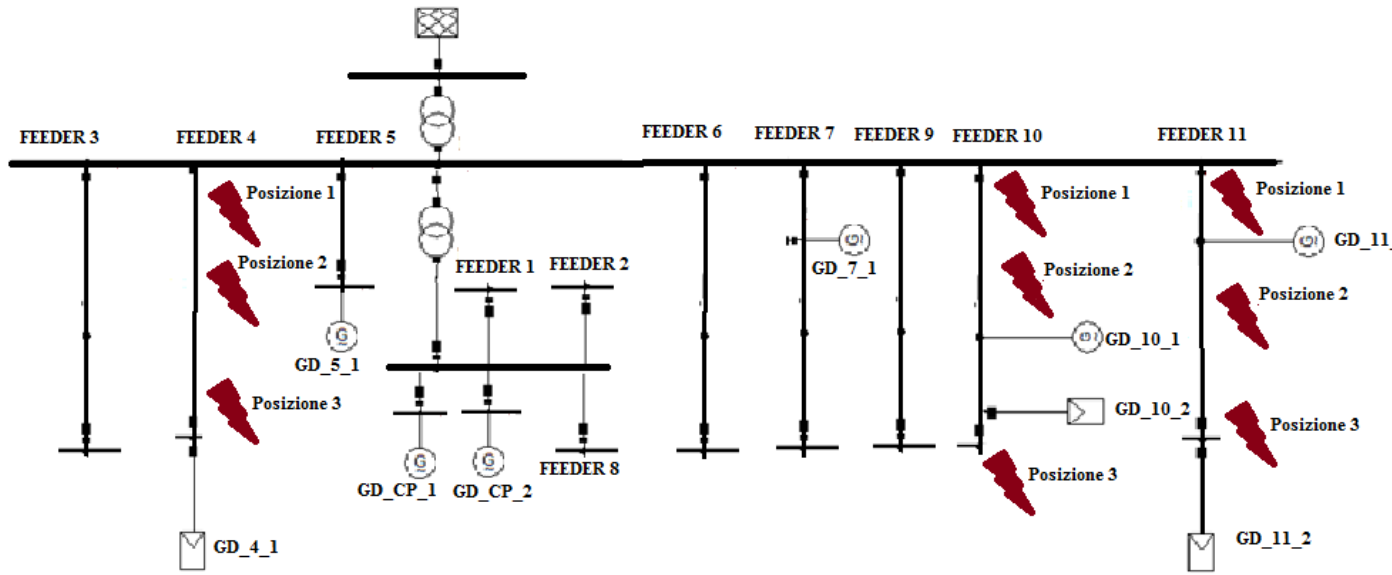 FEEDER 3
FEEDER 4
FEEDER 5
FEEDER 6
FEEDER 7
FEEDER 9
FEEDER 10
FEEDER 11
Posizione 1
Posizione 1
Posizione 1
GD_11_
G
GD_7_1
G
G
Posizione 2
FEEDER 1
FEEDER 2
Posizione 2
Posizione 2
G
GD_5_1
G
GD_10_1
Posizione 3
GD_10_2
Posizione 3
G
G
GD_CP_1
GD_CP_2
FEEDER 8
Posizione 3
GD_4_1
GD_11_2